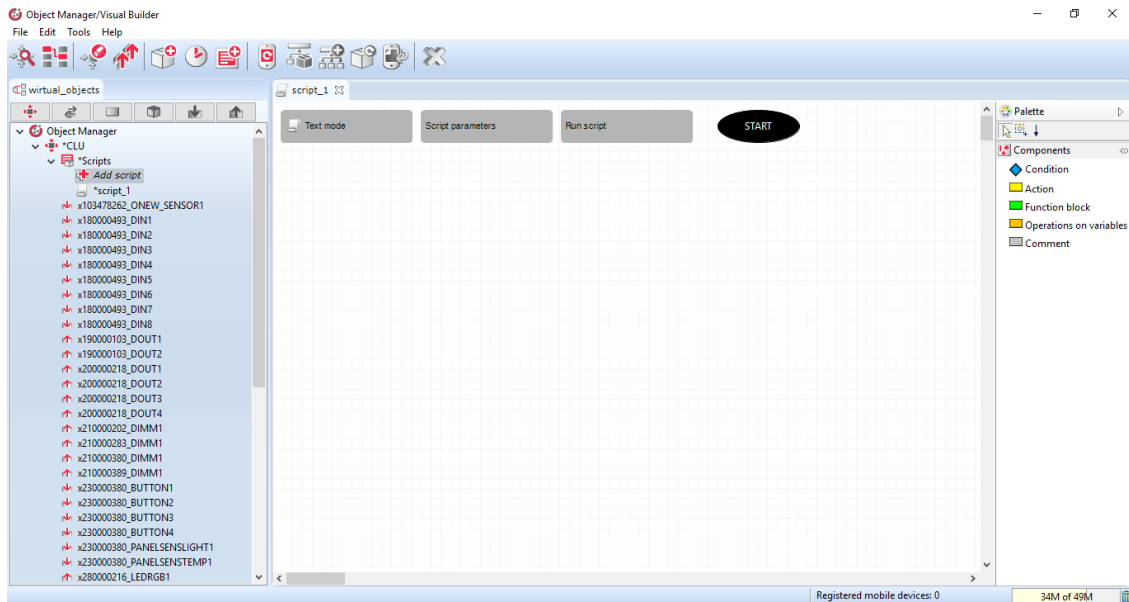 Object Manager/Visual Builder
File Edit Tools Help
wirtual_objects
script_1
Object Manager
*CLU
*Scripts
Add script
*script_1
x103478262_ONEW_SENSOR1
x180000493_DIN1
x180000493_DIN2
x180000493_DIN3
x180000493_DIN4
x180000493_DIN5
x180000493_DIN6
x180000493_DIN7
x180000493_DIN8
x190000103_DOUT1
x190000103_DOUT2
x200000218_DOUT1
x200000218_DOUT2
x200000218_DOUT3
x200000218_DOUT4
x210000202_DIMM1
x210000283_DIMM1
x210000380_DIMM1
x210000389_DIMM1
x230000380_BUTTON1
x230000380_BUTTON2
x230000380_BUTTON3
x230000380_BUTTON4
x230000380_PANELSENSLIGHT1
x230000380_PANELSENSTEMP1
x280000216_LEDRGB1
Text mode
Script parameters
Run script
START
Palette
Components
Condition
Action
Function block
Operations on variables
Comment
Registered mobile devices: 0
34M of 49M